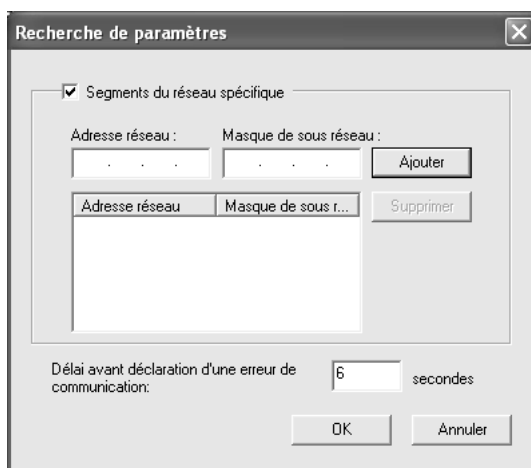 Recherche de paramètres
Segments du réseau spécifique
Adresse réseau :
Masque de sous réseau :
. . .
. . .
Ajouter
Adresse réseau
Masque de sous r...
Supprimer
Délai avant déclaration d'une erreur de
communication:
6
secondes
OK
Annuler